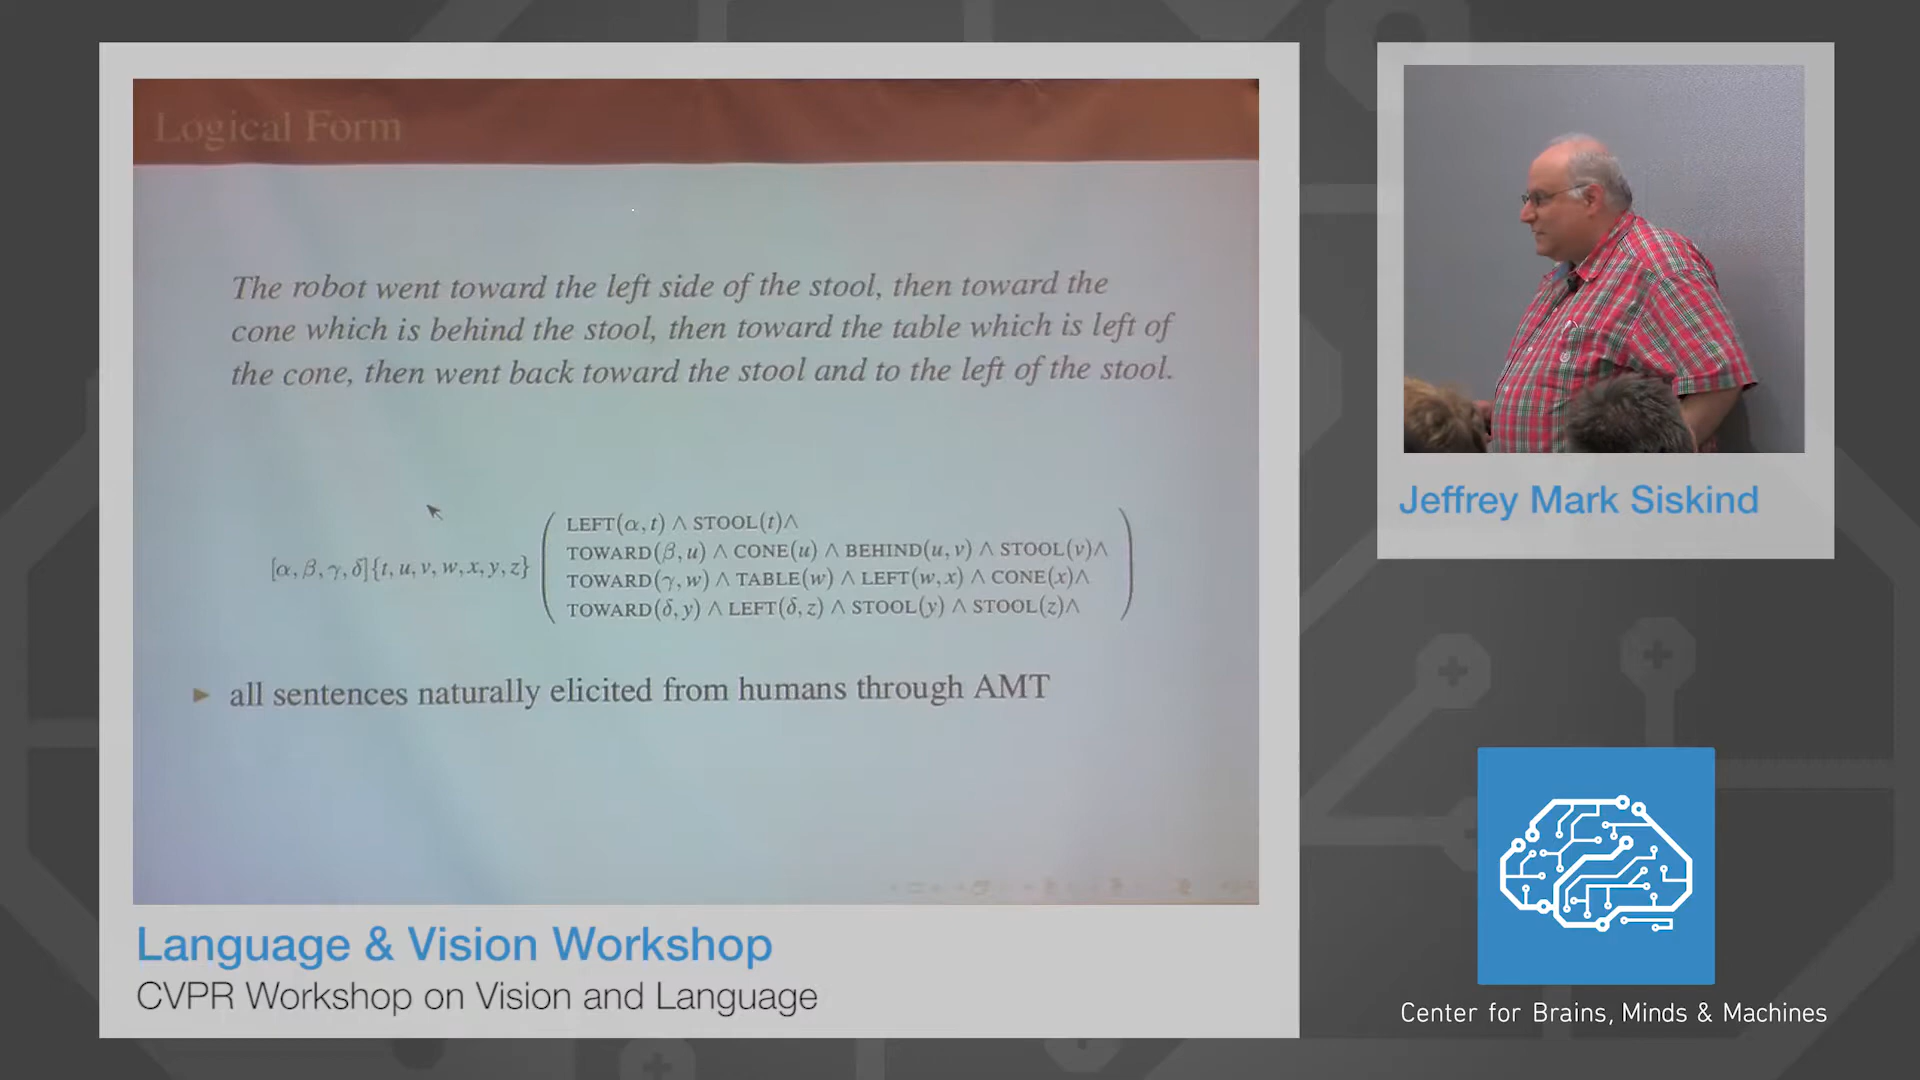 Logical Form
The robot went toward the left side of the stool, then toward the
cone which is behind the stool, then toward the table which is left of
the cone, then went back toward the stool and to the left of the stool.
LEFT(α, t) ∧ STOOL(t)∧
TOWARD(β, u) ∧ CONE(u) ∧ BEHIND(u, v) ∧ STOOL(v)∧
[α, β, γ, δ]{t, u, v, w, x, y, z}
TOWARD(γ, w) ∧ TABLE(w) ∧ LEFT(w, x) ∧ CONE(x)∧
TOWARD(δ, y) ∧ LEFT(δ, z) ∧ STOOL(y) ∧ STOOL(z)∧
▶ all sentences naturally elicited from humans through AMT
Language & Vision Workshop
CVPR Workshop on Vision and Language
Jeffrey Mark Siskind
Center for Brains, Minds & Machines